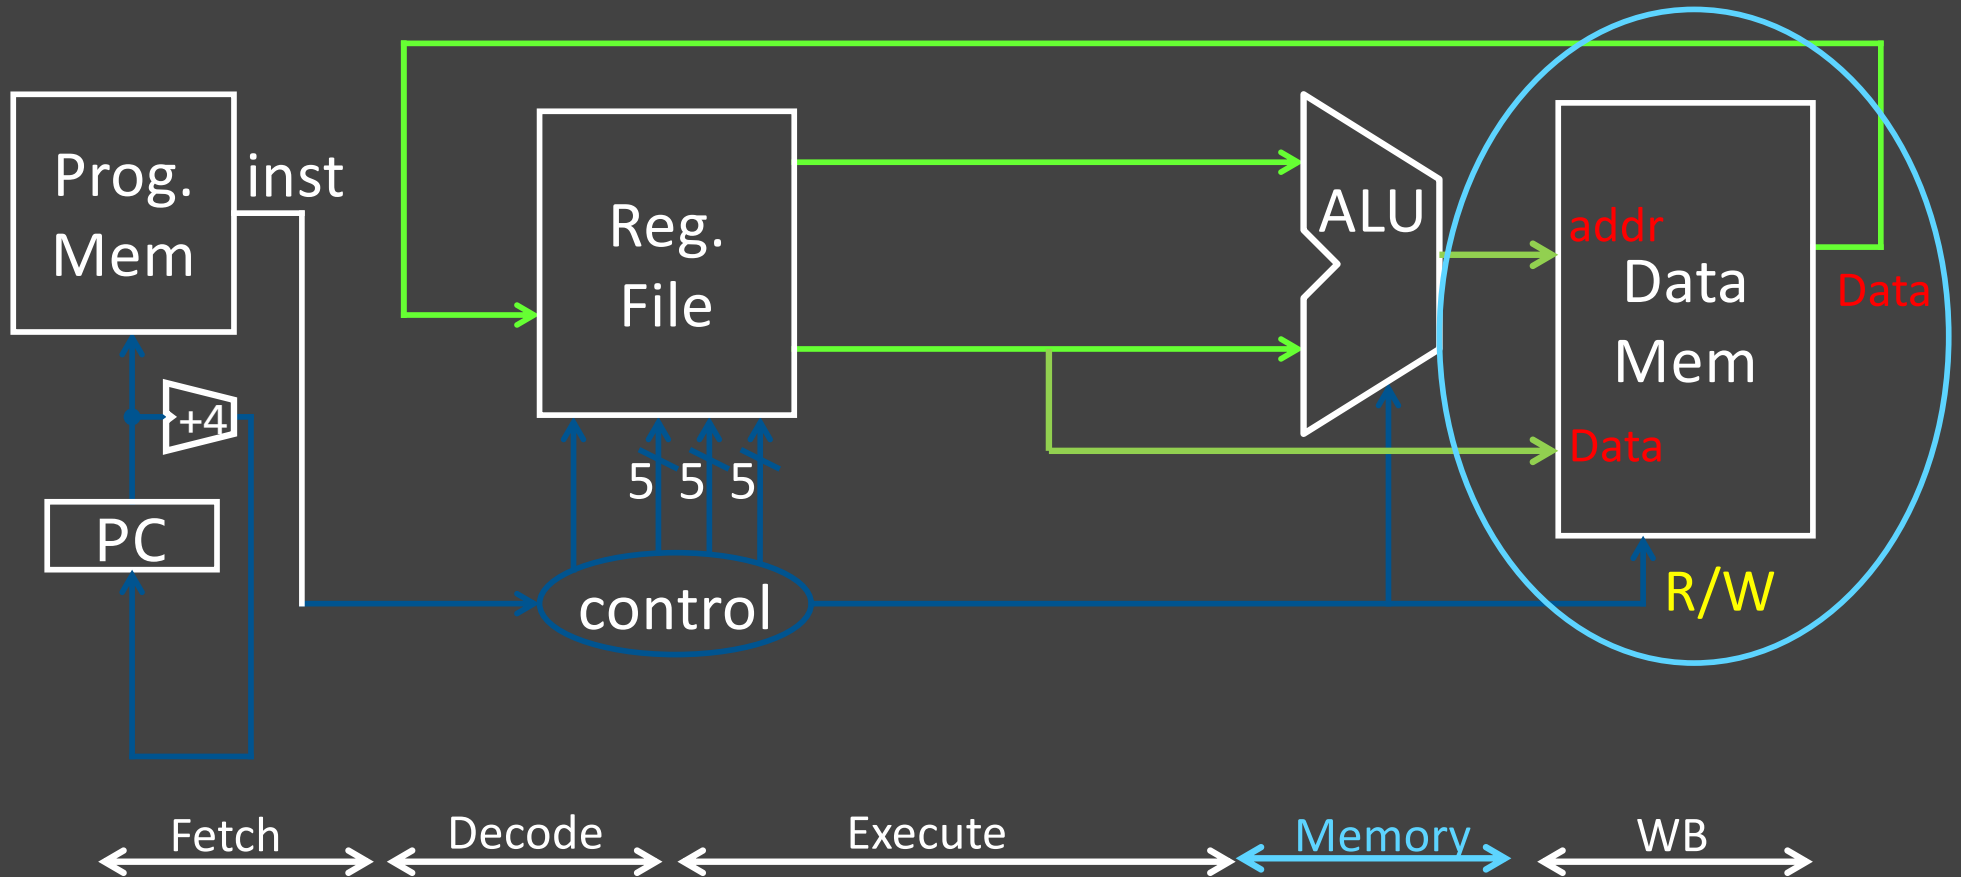 Prog.
Mem
inst
Reg.
File
ALU
addr
Data
Mem
Data
Data
+4
5 5 5
PC
control
R/W
Fetch
Decode
Execute
Memory
WB